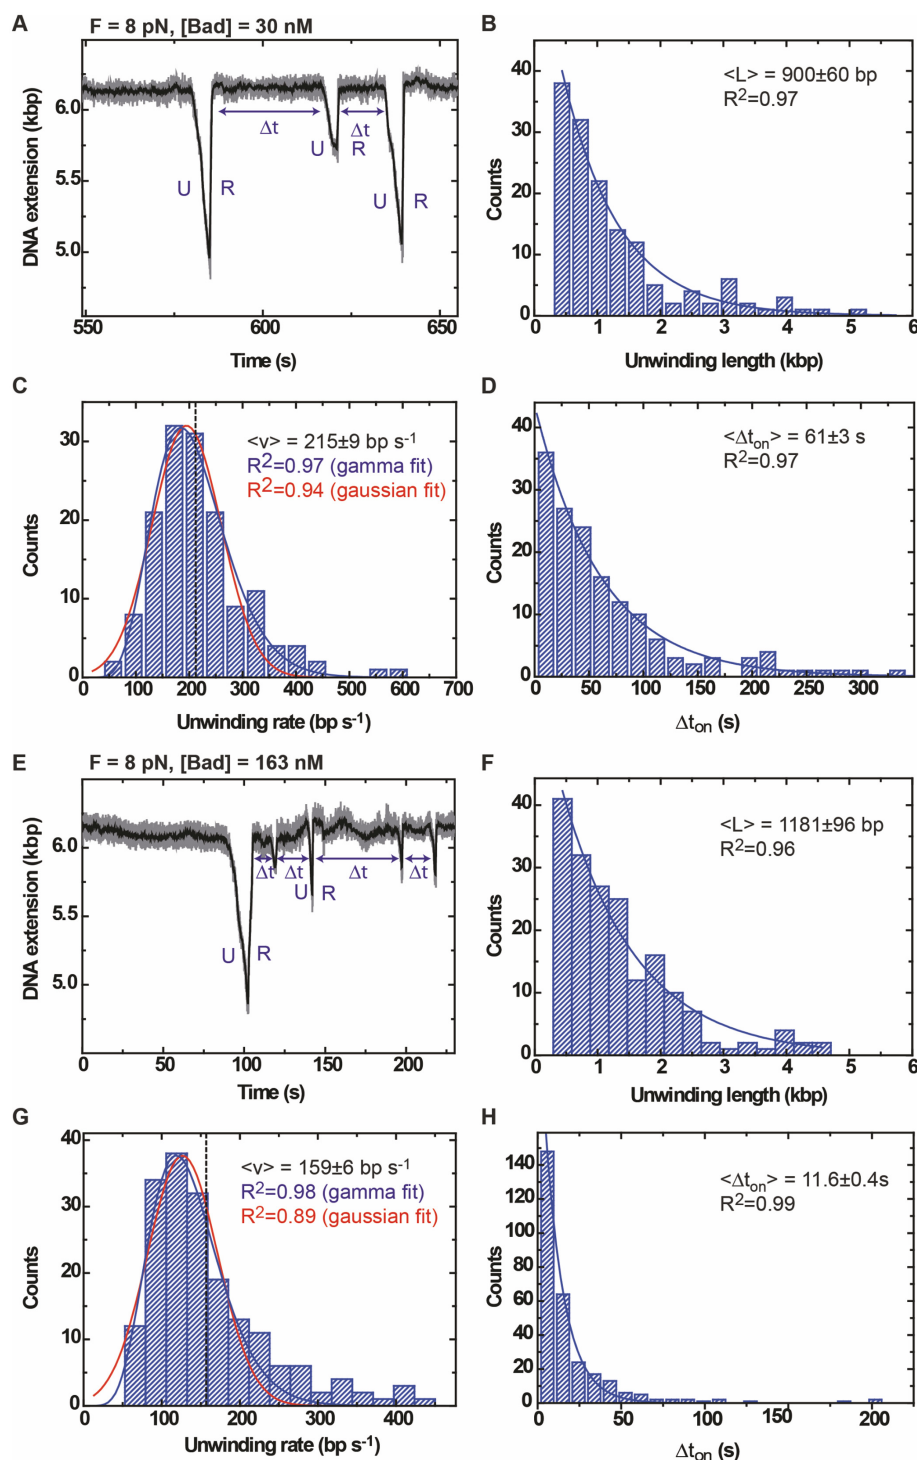 A F = 8 pN, [Bad] = 30 nM
DNA extension (kbp)
6.0
5.5
5.0
Δt
Δt
U R
U R
U R
550 600 650
Time (s)
B
<L> = 900±60 bp
R²=0.97
Counts
40
30
20
10
0
0 1 2 3 4 5 6
Unwinding length (kbp)
C
<v> = 215±9 bp s⁻¹
R²=0.97 (gamma fit)
R²=0.94 (gaussian fit)
Counts
30
20
10
0
0 100 200 300 400 500 600 700
Unwinding rate (bp s⁻¹)
D
<Δtₒₙ> = 61±3 s
R²=0.97
Counts
40
30
20
10
0
0 50 100 150 200 250 300
Δtₒₙ (s)
E F = 8 pN, [Bad] = 163 nM
DNA extension (kbp)
6.0
5.5
5.0
Δt Δt Δt Δt
U R
U R
0 50 100 150 200
Time (s)
F
<L> = 1181±96 bp
R²=0.96
Counts
40
30
20
10
0
0 1 2 3 4 5 6
Unwinding length (kbp)
G
<v> = 159±6 bp s⁻¹
R²=0.98 (gamma fit)
R²=0.89 (gaussian fit)
Counts
40
30
20
10
0
0 100 200 300 400
Unwinding rate (bp s⁻¹)
H
<Δtₒₙ> = 11.6±0.4s
R²=0.99
Counts
140
120
100
80
60
40
20
0
0 50 100 150 200
Δtₒₙ (s)